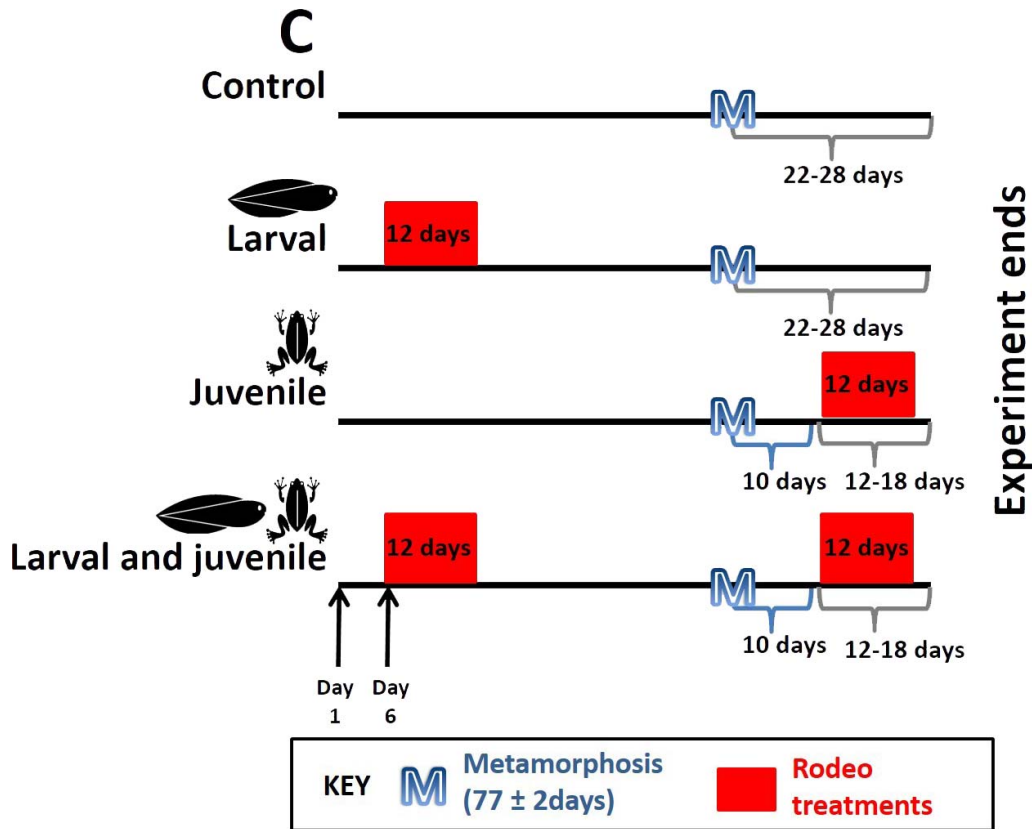 C
Control
M
22-28 days
Larval
12 days
M
22-28 days
Juvenile
12 days
M
10 days
12-18 days
Larval and juvenile
12 days
M
12 days
10 days
12-18 days
Day
1
Day
6
Experiment ends
KEY
M
Metamorphosis
(77 ± 2days)
Rodeo
treatments